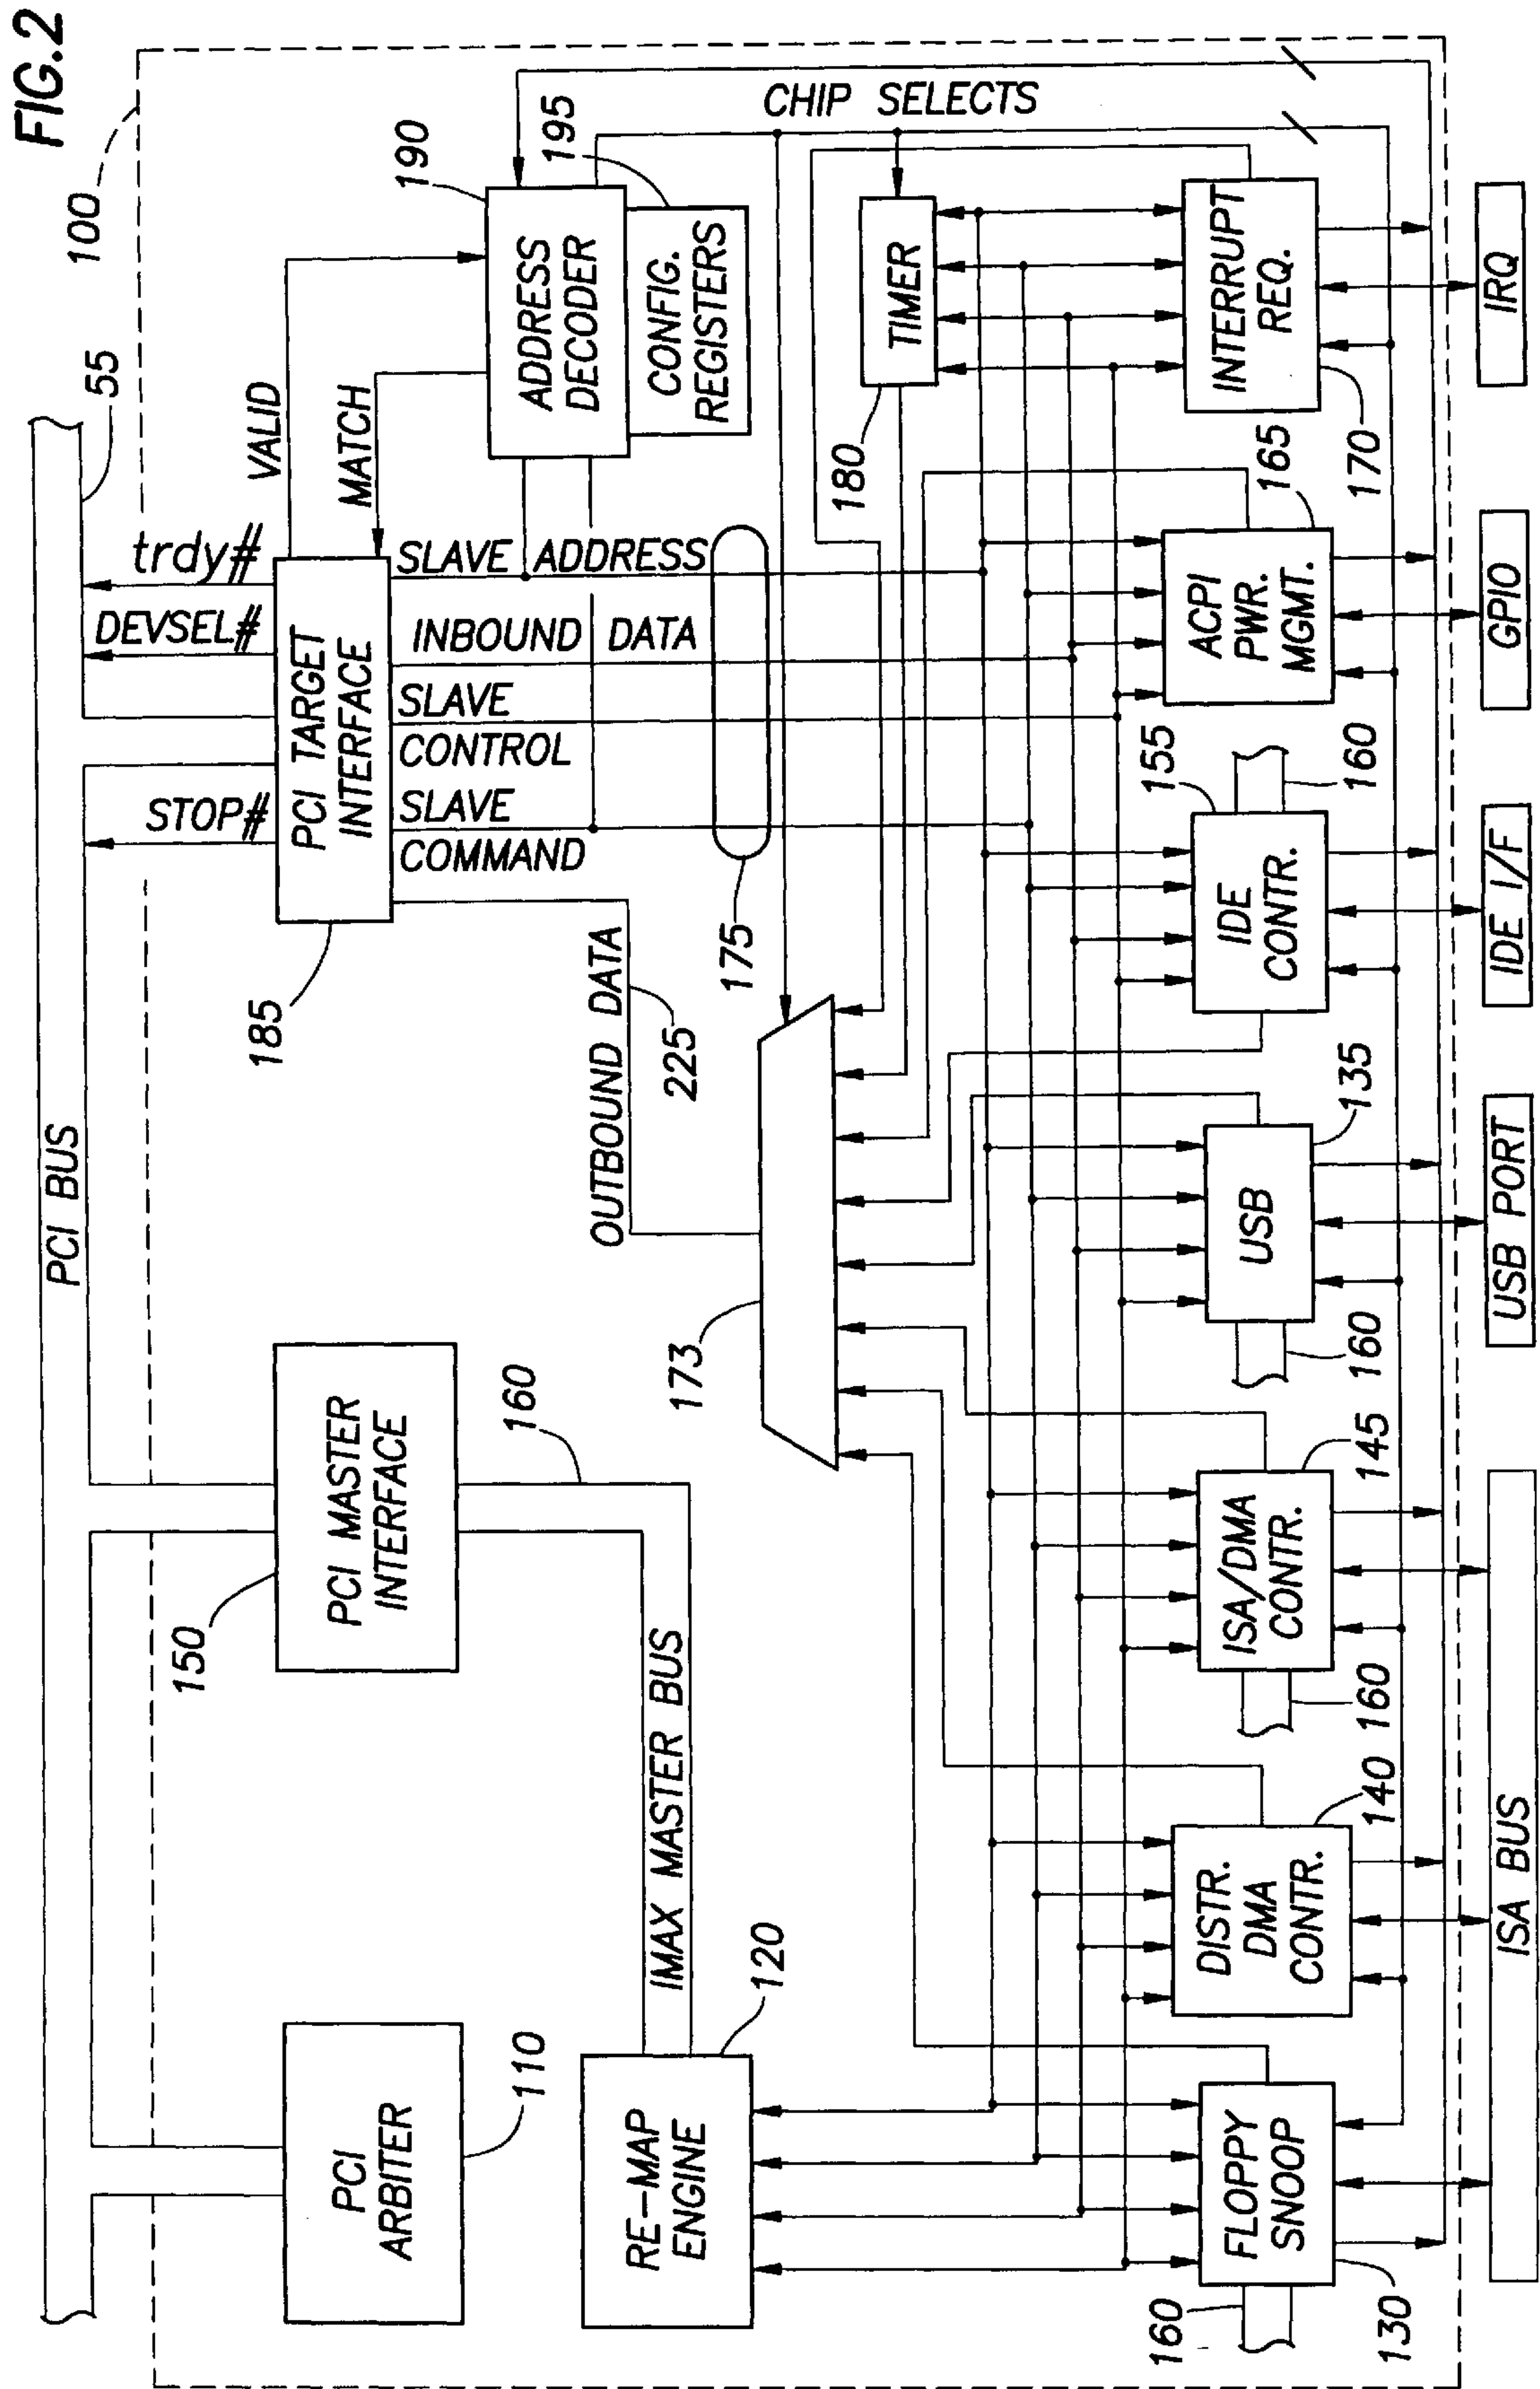 FIG.2
100
PCI BUS
55
PCI
ARBITER
110
PCI MASTER
INTERFACE
150
STOP#
DEVSEL#
trdy#
VALID
MATCH
PCI TARGET
INTERFACE
185
190
ADDRESS
DECODER
195
CONFIG.
REGISTERS
SLAVE ADDRESS
INBOUND DATA
SLAVE
CONTROL
SLAVE
COMMAND
OUTBOUND DATA
225
175
CHIP SELECTS
RE-MAP
ENGINE
120
IMAX MASTER BUS
160
173
TIMER
180
FLOPPY
SNOOP
130
160
DISTR.
DMA
CONTR.
140
ISA/DMA
CONTR.
145
160
USB
135
160
IDE
CONTR.
155
160
ACPI
PWR.
MGMT.
165
INTERRUPT
REQ.
170
ISA BUS
USB PORT
IDE I/F
GPIO
IRQ